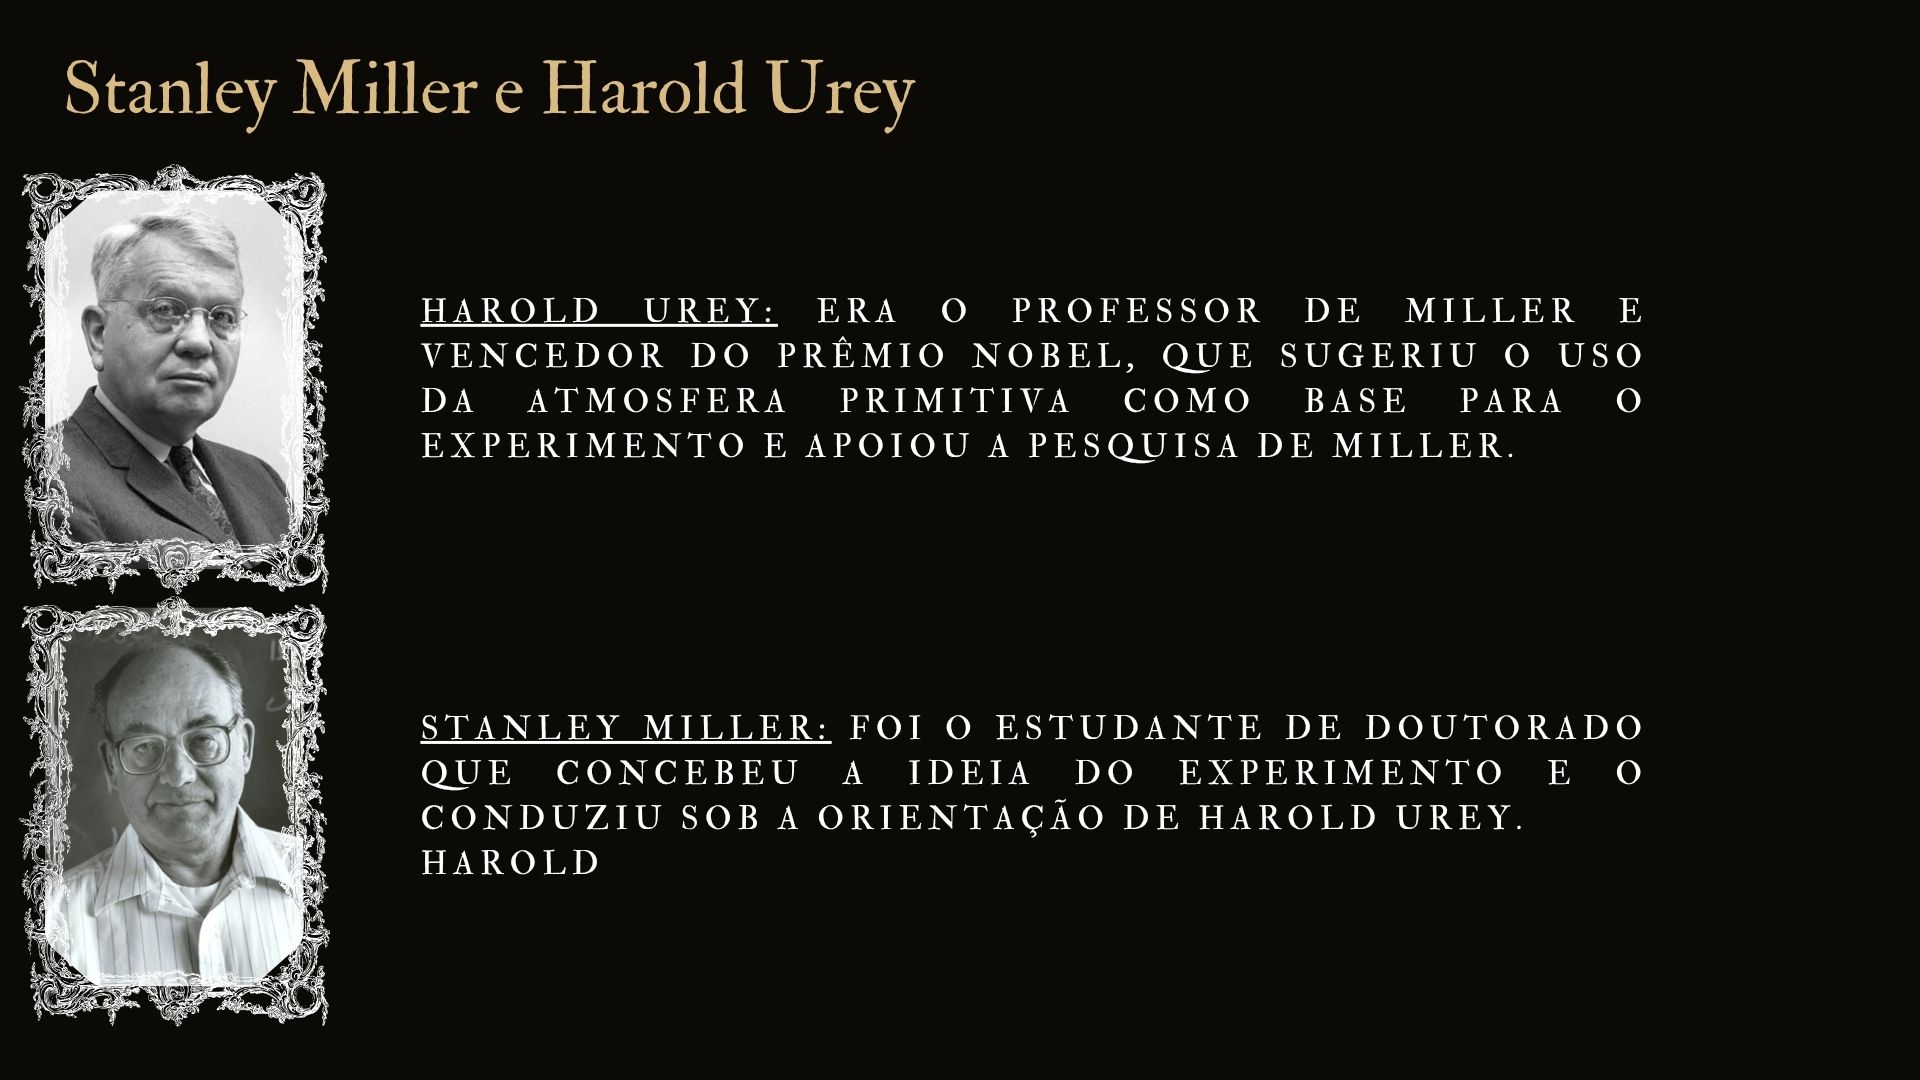 Stanley Miller e Harold Urey
HAROLD UREY: ERA O PROFESSOR DE MILLER E
VENCEDOR DO PRÊMIO NOBEL, QUE SUGERIU O USO
DA ATMOSFERA PRIMITIVA COMO BASE PARA O
EXPERIMENTO E APOIOU A PESQUISA DE MILLER.
STANLEY MILLER: FOI O ESTUDANTE DE DOUTORADO
QUE CONCEBEU A IDEIA DO EXPERIMENTO E O
CONDUZIU SOB A ORIENTAÇÃO DE HAROLD UREY.
HAROLD